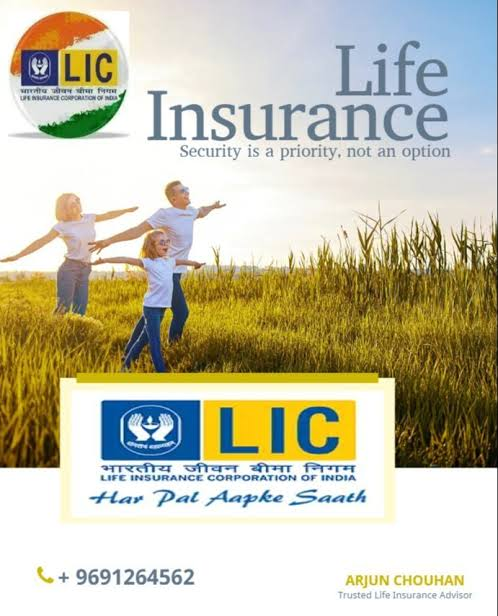 LIC
भारतीय जीवन बीमा निगम
LIFE INSURANCE CORPORATION OF INDIA
Life
Insurance
Security is a priority, not an option
LIC
भारतीय जीवन बीमा निगम
LIFE INSURANCE CORPORATION OF INDIA
Har Pal Aapke Saath
+ 9691264562
ARJUN CHOUHAN
Trusted Life Insurance Advisor